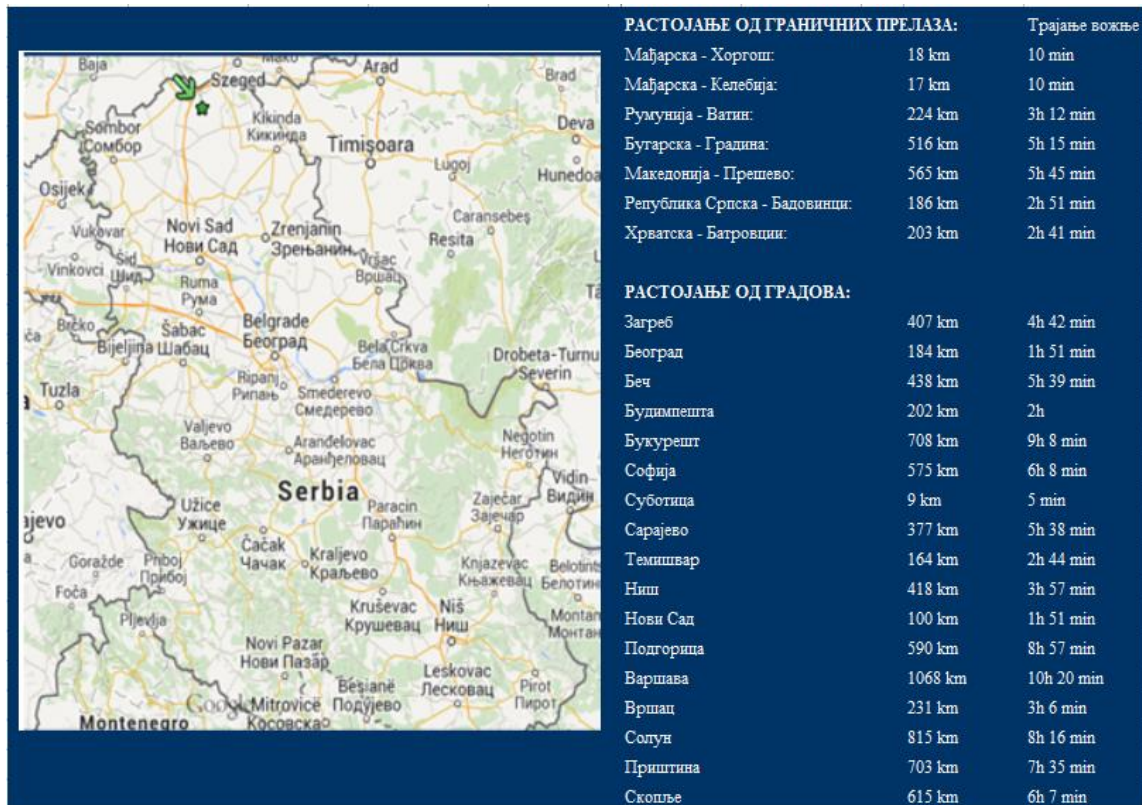 Baja
Mako
Arad
Szeged
Brad
Sombor
Сомбор
Kikinda
Кикинда
Deva
Timișoara
Lugoj
Hunedoa
Osijek
Caransebeș
Vukovar
Novi Sad
Нови Сад
Zrenjanin
Зрењанин
Resita
Vinkovci
Šid
Шид
Vršac
Вршац
Ruma
Рума
Brčko
Šabac
Шабац
Belgrade
Београд
Bijeljina
Bela Crkva
Бела Црква
Drobeta-Turnu
Severin
Tuzla
Ripanj
Рипањ
Smederevo
Смедерево
Valjevo
Ваљево
Aranđelovac
Аранђеловац
Negotin
Неготин
Serbia
Vidin
Видин
Užice
Ужице
Paracin
Параћин
Zaječar
Зајечар
ajevo
Čačak
Чачак
Kraljevo
Краљево
Goražde
Priboj
Прибој
Knjazevac
Књажевац
Belotints
Белотин
Foča
Kruševac
Крушевац
Niš
Ниш
Montan
Монтан
Pljevlja
Novi Pazar
Нови Пазар
Leskovac
Лесковац
Pirot
Пирот
Besianë
Подујево
Google
Mitrovicë
Косовска
Montenegro
РАСТОЈАЊЕ ОД ГРАНИЧНИХ ПРЕЛАЗА: Трајање вожње
Мађарска - Хоргош: 18 km 10 min
Мађарска - Келебија: 17 km 10 min
Румунија - Ватин: 224 km 3h 12 min
Бугарска - Градина: 516 km 5h 15 min
Македонија - Прешево: 565 km 5h 45 min
Република Српска - Бадовинци: 186 km 2h 51 min
Хрватска - Батровции: 203 km 2h 41 min
РАСТОЈАЊЕ ОД ГРАДОВА:
Загреб 407 km 4h 42 min
Београд 184 km 1h 51 min
Беч 438 km 5h 39 min
Будимпешта 202 km 2h
Букурешт 708 km 9h 8 min
Софија 575 km 6h 8 min
Суботица 9 km 5 min
Сарајево 377 km 5h 38 min
Темишвар 164 km 2h 44 min
Ниш 418 km 3h 57 min
Нови Сад 100 km 1h 51 min
Подгорица 590 km 8h 57 min
Варшава 1068 km 10h 20 min
Вршац 231 km 3h 6 min
Солун 815 km 8h 16 min
Приштина 703 km 7h 35 min
Скопље 615 km 6h 7 min